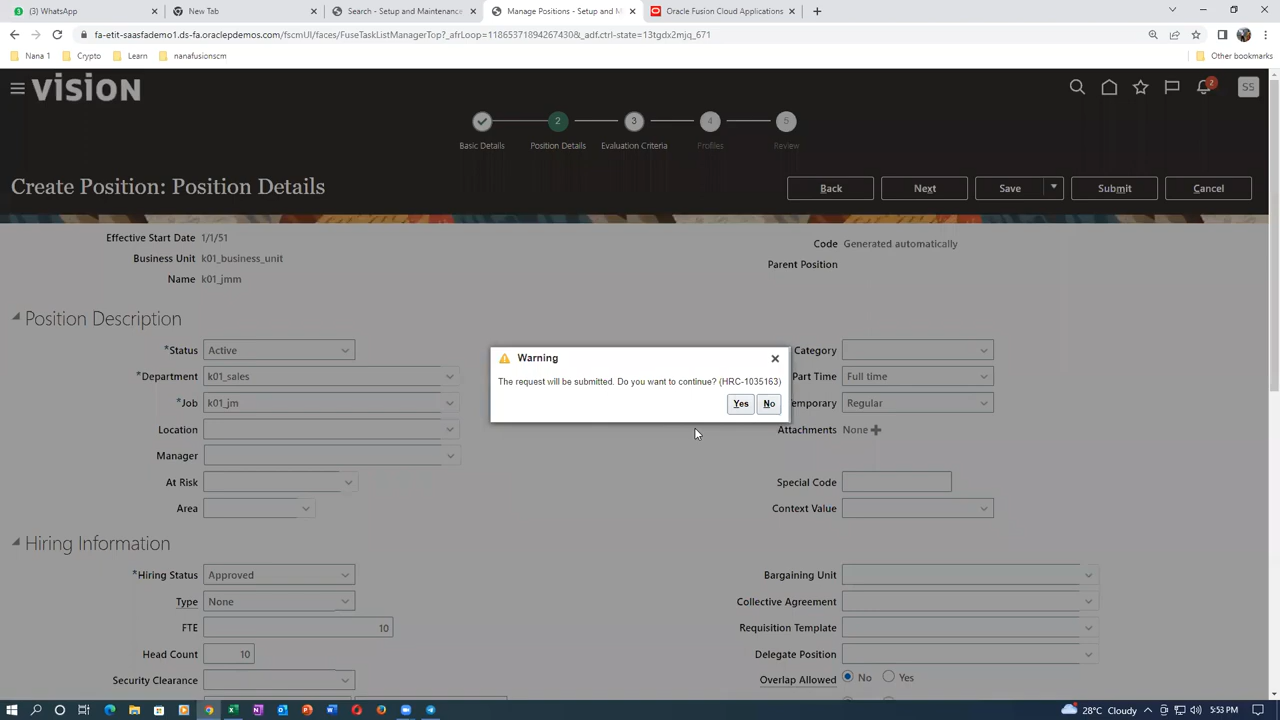 (3) WhatsApp
New Tab
Search - Setup and Maintenance
Manage Positions - Setup and M
Oracle Fusion Cloud Applications
fa-etit-saasfademo1.ds-fa.oraclepdemos.com/fscmUI/faces/FuseTaskListManagerTop?_afrLoop=11865371894267430&_adf.ctrl-state=13tgdx2mjq_671
Nana 1
Crypto
Learn
nanafusionscm
Other bookmarks
VISION
2
SS
2
3
4
5
Basic Details
Position Details
Evaluation Criteria
Profiles
Review
Create Position: Position Details
Back
Next
Save
Submit
Cancel
Effective Start Date 1/1/51
Code Generated automatically
Business Unit k01_business_unit
Parent Position
Name k01_jmm
Position Description
*Status Active
Category
*Department k01_sales
Part Time Full time
*Job k01_jm
Temporary Regular
Location
Attachments None
Manager
At Risk
Special Code
Area
Context Value
Warning
The request will be submitted. Do you want to continue? (HRC-1035163)
Yes
No
Hiring Information
*Hiring Status Approved
Bargaining Unit
Type None
Collective Agreement
FTE 10
Requisition Template
Head Count 10
Delegate Position
Security Clearance
Overlap Allowed No Yes
28°C Cloudy
5:53 PM